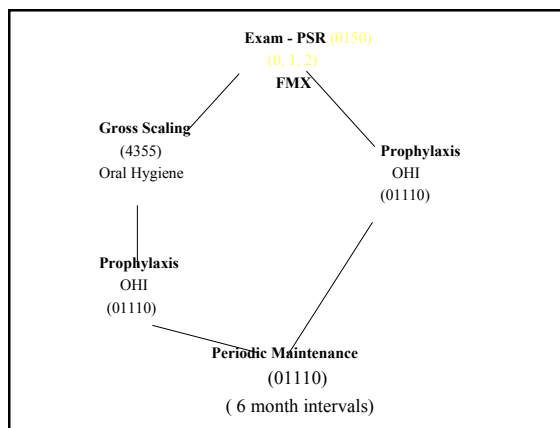 Exam - PSR (0150)
(0, 1, 2)
FMX
Gross Scaling
(4355)
Oral Hygiene
Prophylaxis
OHI
(01110)
Prophylaxis
OHI
(01110)
Periodic Maintenance
(01110)
( 6 month intervals)